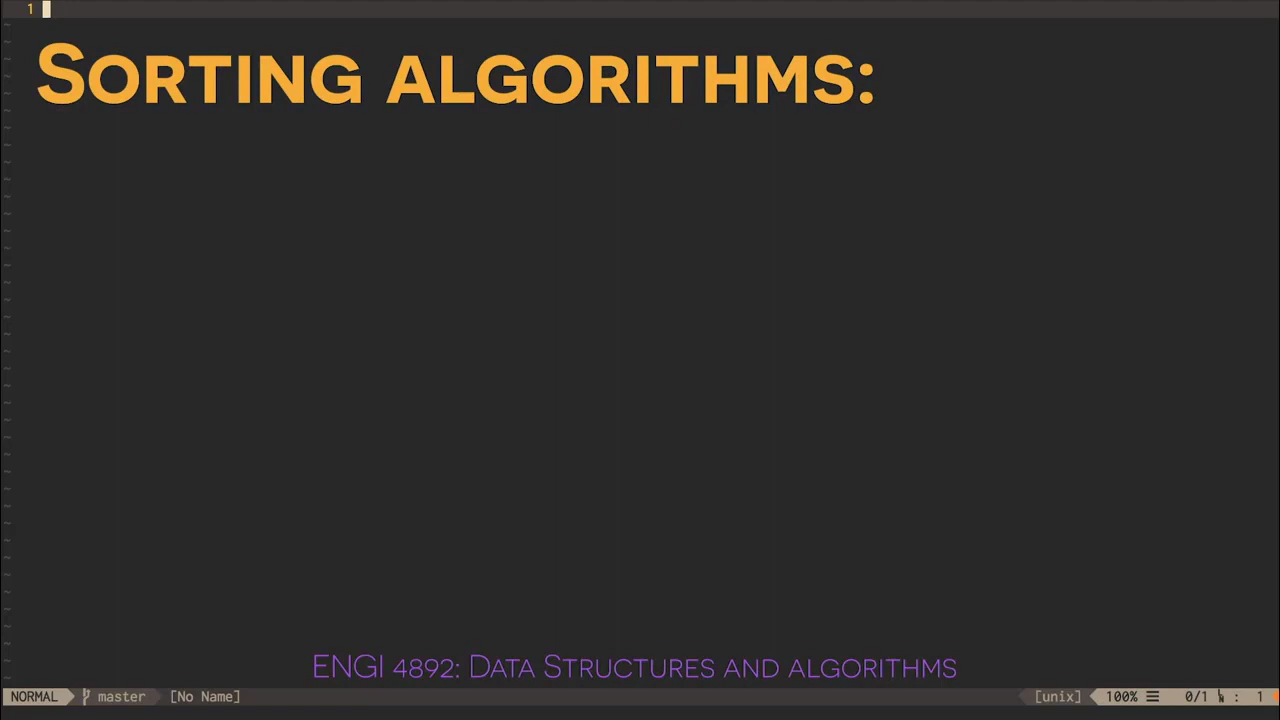 1
SORTING ALGORITHMS:
ENGI 4892: DATA STRUCTURES AND ALGORITHMS
NORMAL master [No Name] [unix] 100% ☰ 0/1 : 1